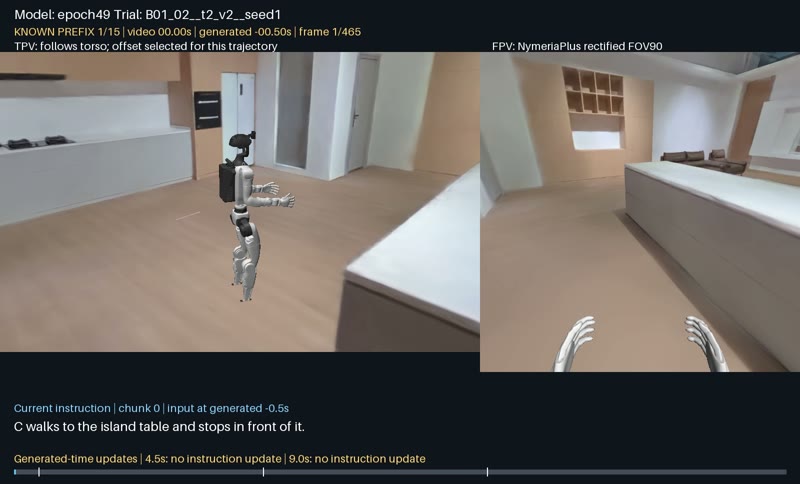 Model: epoch49 Trial: B01_02__t2_v2__seed1
KNOWN PREFIX 1/15 | video 00.00s | generated -00.50s | frame 1/465
TPV: follows torso; offset selected for this trajectory
FPV: NymeriaPlus rectified FOV90
Current instruction | chunk 0 | input at generated -0.5s
C walks to the island table and stops in front of it.
Generated-time updates | 4.5s: no instruction update | 9.0s: no instruction update